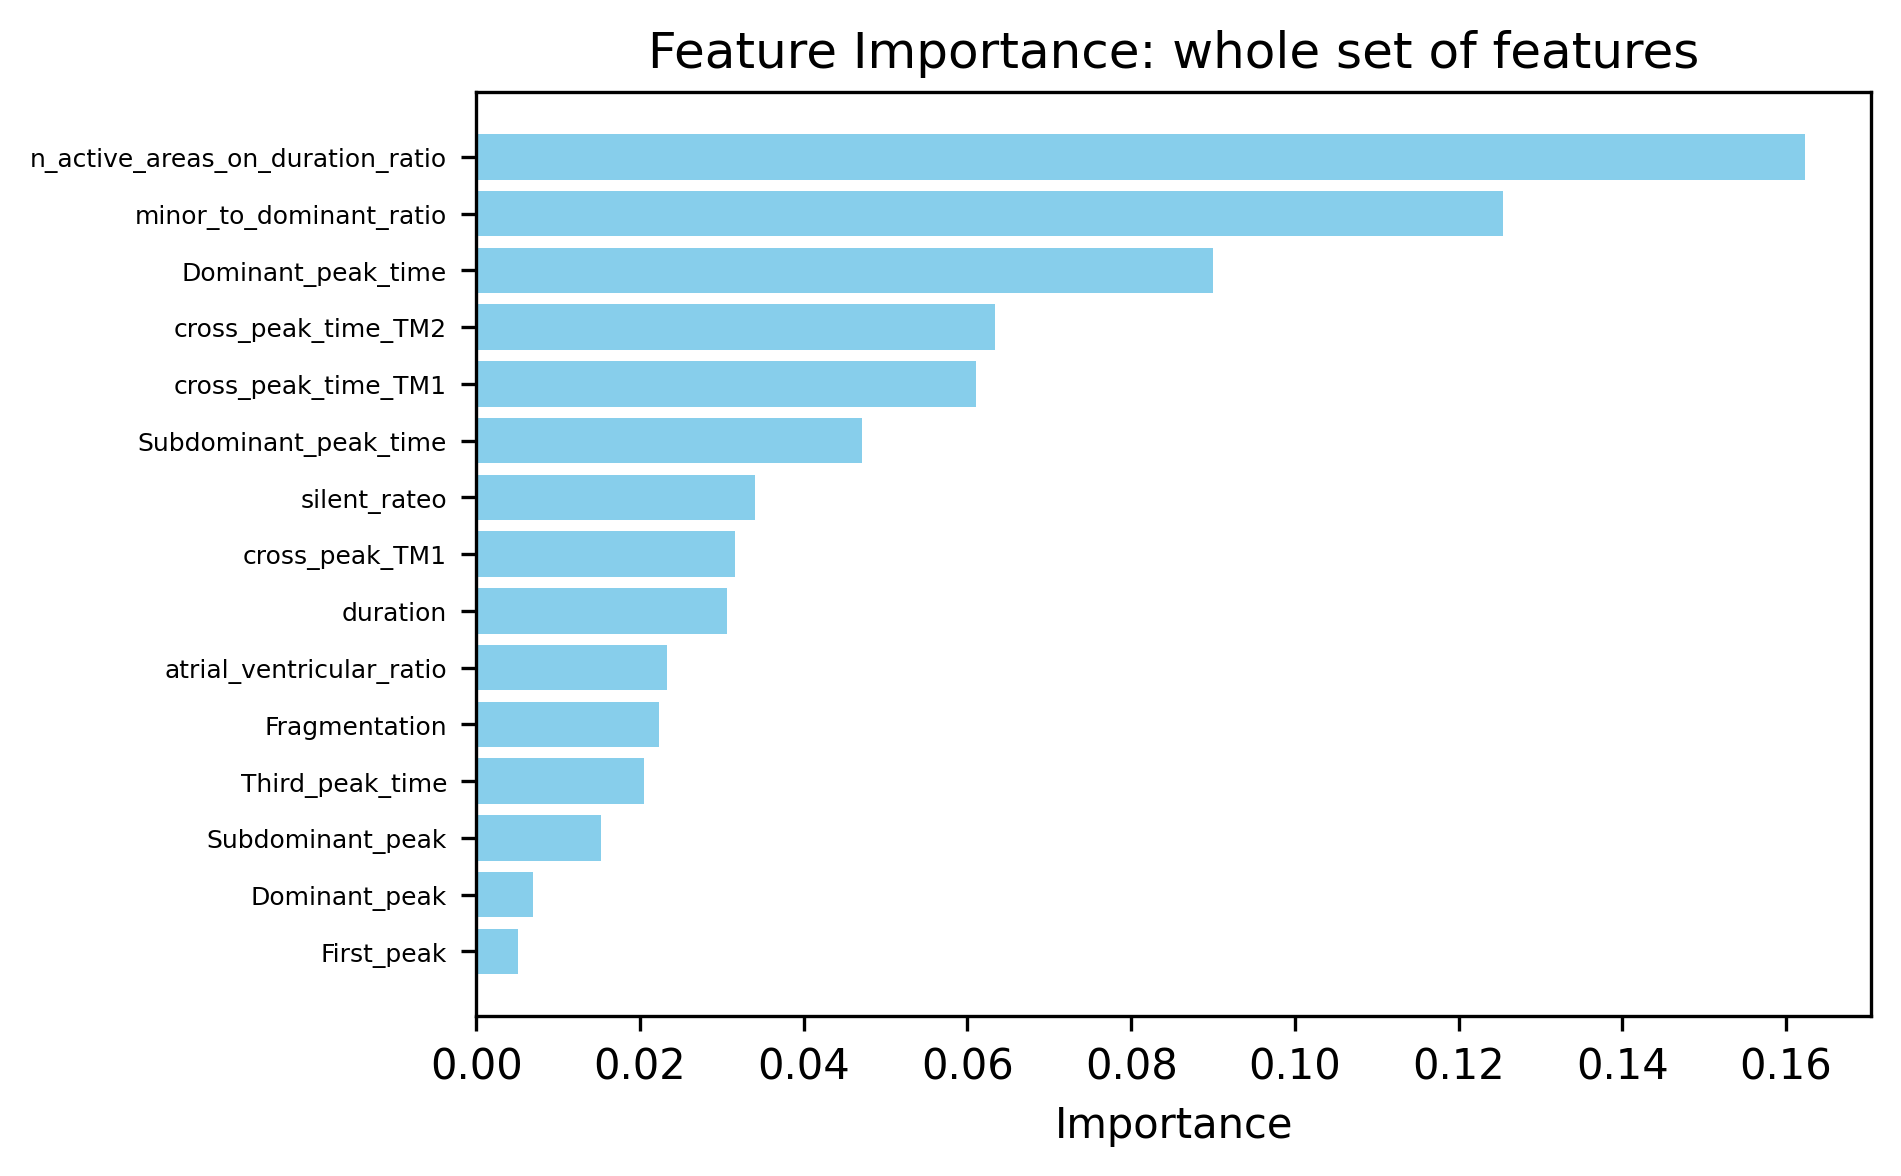 Feature Importance: whole set of features
n_active_areas_on_duration_ratio
minor_to_dominant_ratio
Dominant_peak_time
cross_peak_time_TM2
cross_peak_time_TM1
Subdominant_peak_time
silent_rateo
cross_peak_TM1
duration
atrial_ventricular_ratio
Fragmentation
Third_peak_time
Subdominant_peak
Dominant_peak
First_peak
0.00 0.02 0.04 0.06 0.08 0.10 0.12 0.14 0.16
Importance